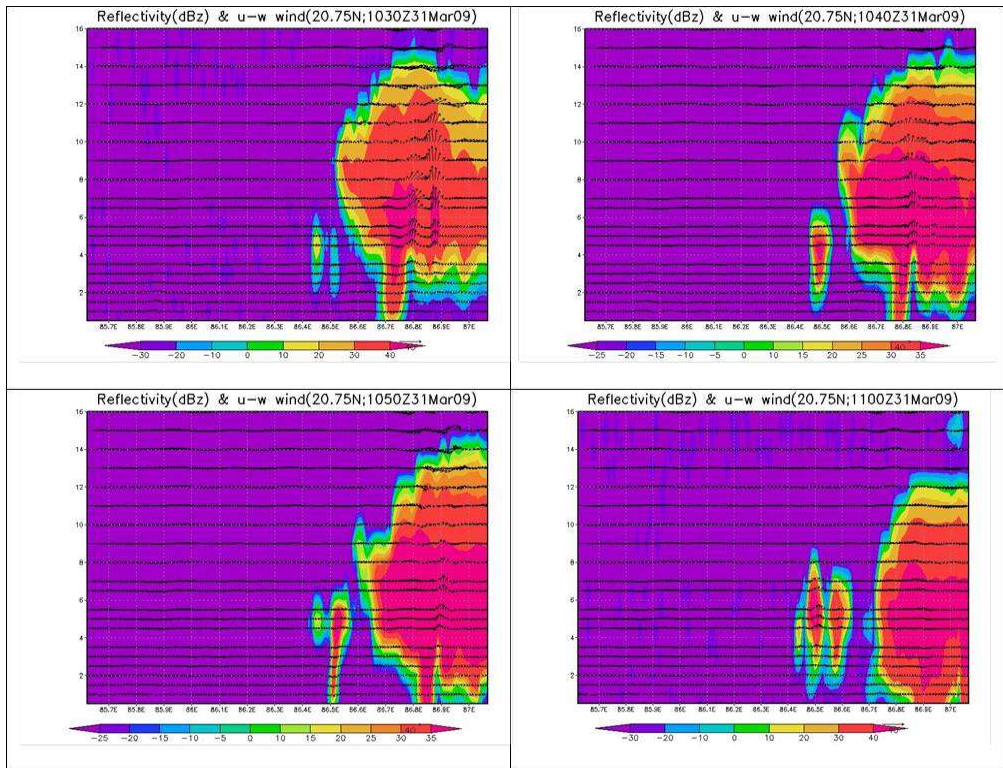 Reflectivity(dBz) & u-w wind(20.75N;1030Z31Mar09)
16
14
12
10
8
6
4
2
85.7E 85.8E 85.9E 86E 86.1E 86.2E 86.3E 86.4E 86.5E 86.6E 86.7E 86.8E 86.9E 87E
-30 -20 -10 0 10 20 30 40
Reflectivity(dBz) & u-w wind(20.75N;1040Z31Mar09)
16
14
12
10
8
6
4
2
85.7E 85.8E 85.9E 86E 86.1E 86.2E 86.3E 86.4E 86.5E 86.6E 86.7E 86.8E 86.9E 87E
-25 -20 -15 -10 -5 0 5 10 15 20 25 30 40 35
Reflectivity(dBz) & u-w wind(20.75N;1050Z31Mar09)
16
14
12
10
8
6
4
2
85.7E 85.8E 85.9E 86E 86.1E 86.2E 86.3E 86.4E 86.5E 86.6E 86.7E 86.8E 86.9E 87E
-25 -20 -15 -10 -5 0 5 10 15 20 25 30 40 35
Reflectivity(dBz) & u-w wind(20.75N;1100Z31Mar09)
16
14
12
10
8
6
4
2
85.7E 85.8E 85.9E 86E 86.1E 86.2E 86.3E 86.4E 86.5E 86.6E 86.7E 86.8E 86.9E 87E
-30 -20 -10 0 10 20 30 40